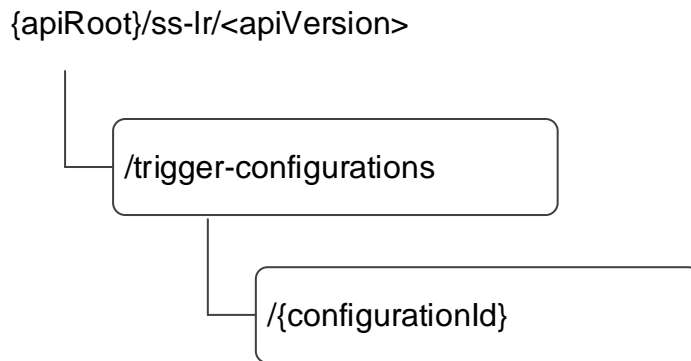 {apiRoot}/ss-lr/<apiVersion>
/trigger-configurations
/{configurationId}